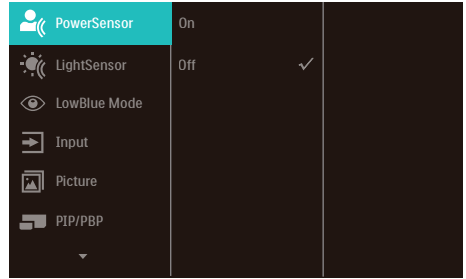 PowerSensor
On
LightSensor
Off
LowBlue Mode
Input
Picture
PIP/PBP